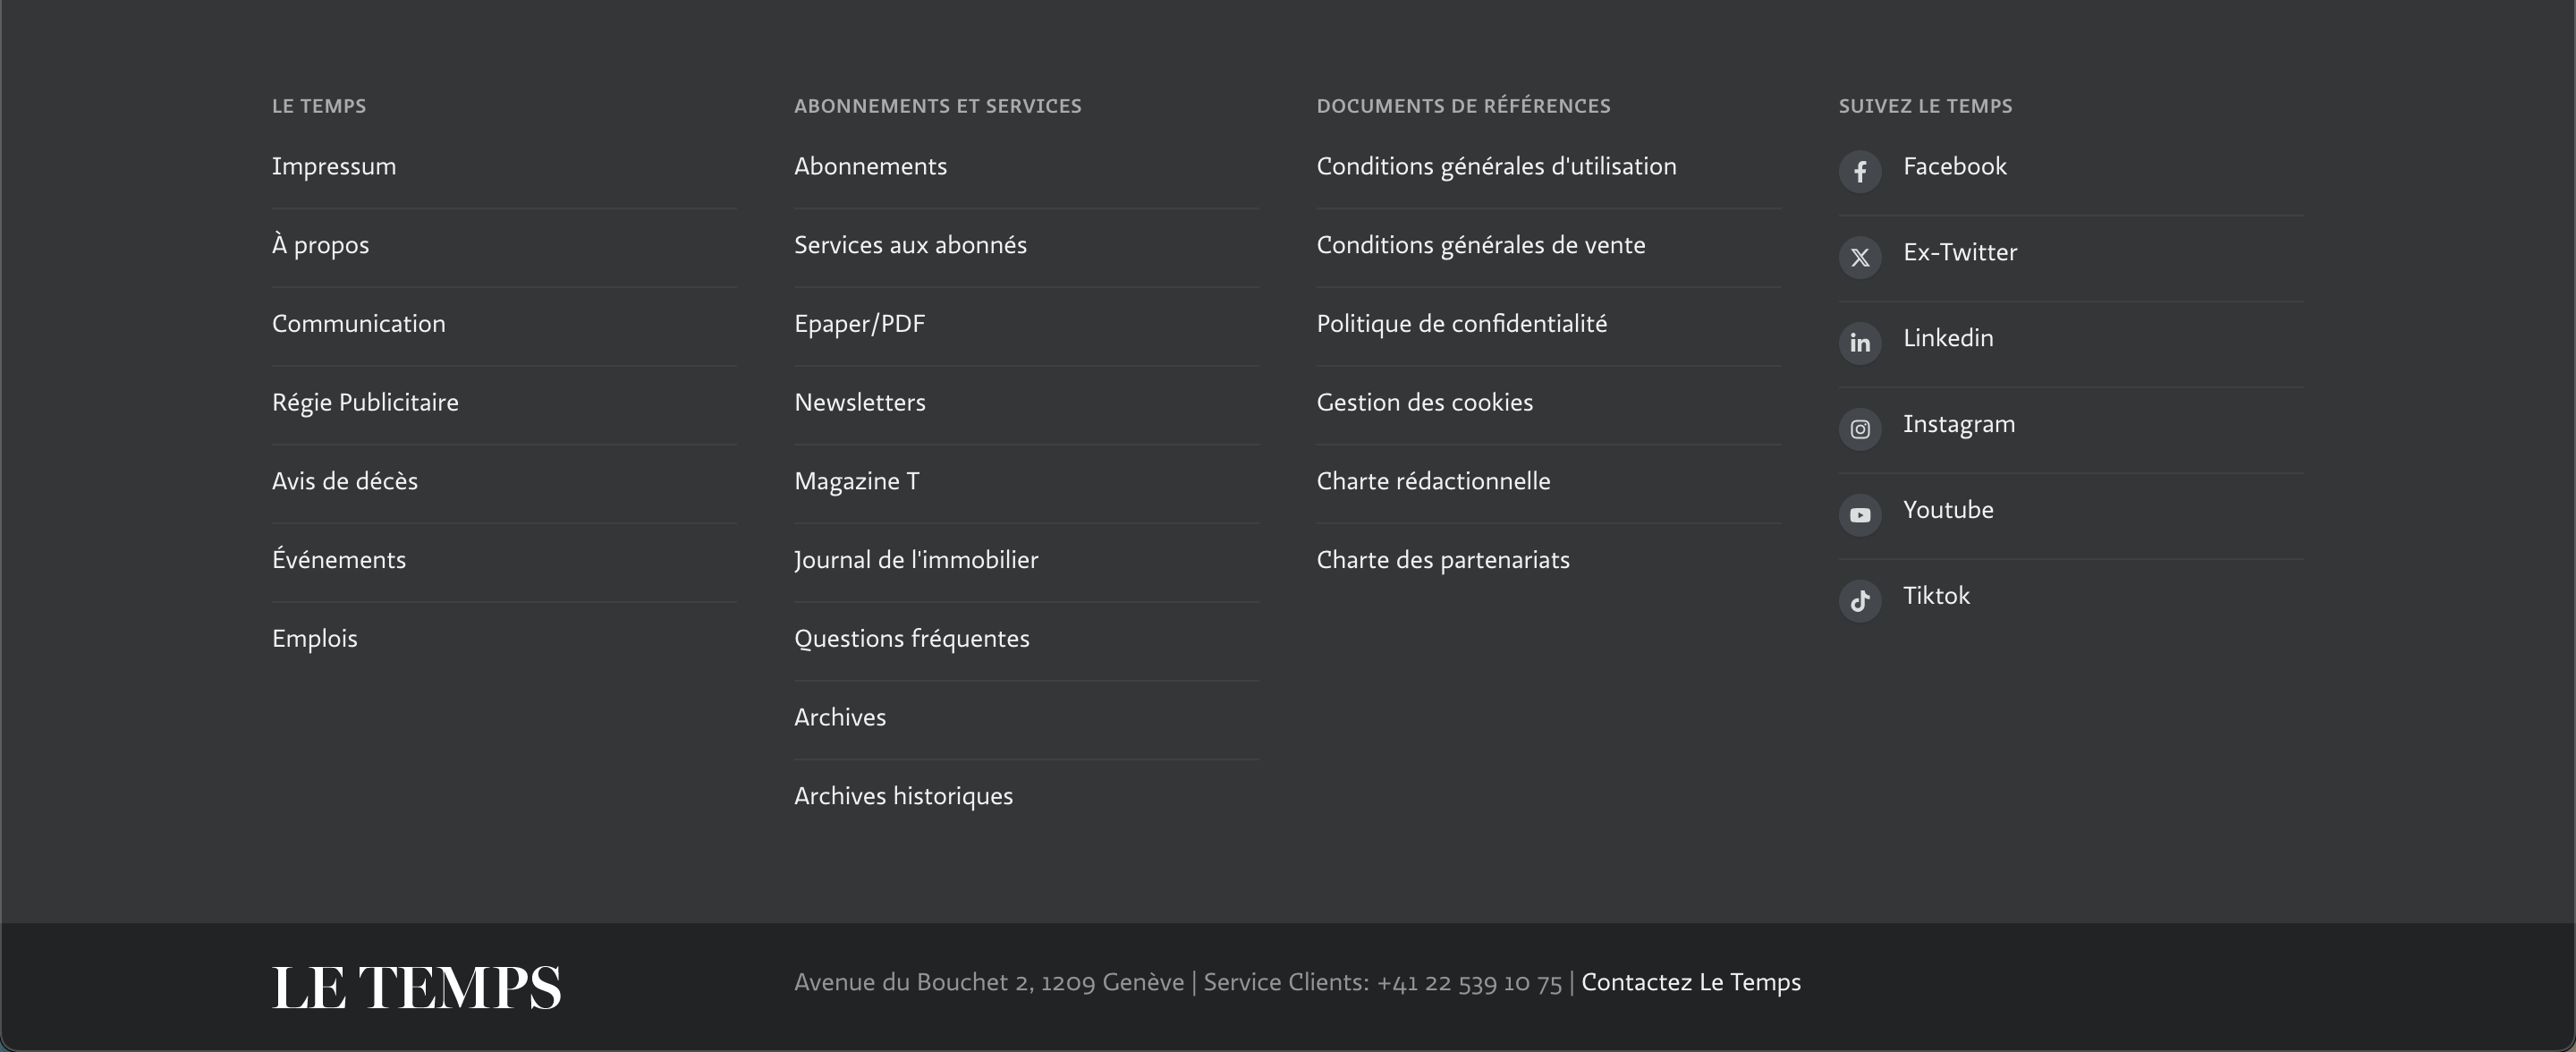 LE TEMPS
Impressum
À propos
Communication
Régie Publicitaire
Avis de décès
Événements
Emplois
ABONNEMENTS ET SERVICES
Abonnements
Services aux abonnés
Epaper/PDF
Newsletters
Magazine T
Journal de l'immobilier
Questions fréquentes
Archives
Archives historiques
DOCUMENTS DE RÉFÉRENCES
Conditions générales d'utilisation
Conditions générales de vente
Politique de confidentialité
Gestion des cookies
Charte rédactionnelle
Charte des partenariats
SUIVEZ LE TEMPS
Facebook
Ex-Twitter
Linkedin
Instagram
Youtube
Tiktok
LE TEMPS
Avenue du Bouchet 2, 1209 Genève | Service Clients: +41 22 539 10 75 | Contactez Le Temps